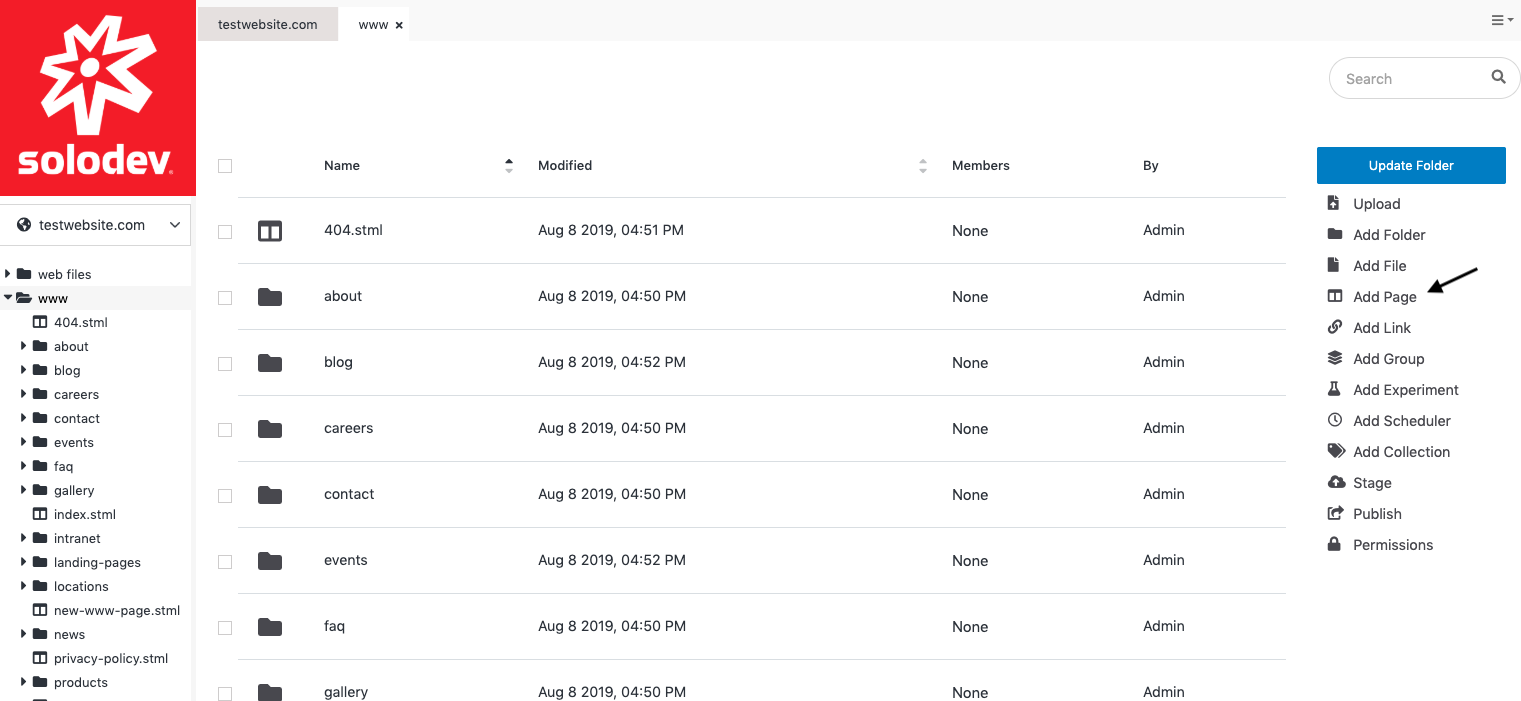 testwebsite.com
www
Search
solodev
testwebsite.com
web files
www
404.stml
about
blog
careers
contact
events
faq
gallery
index.stml
intranet
landing-pages
locations
new-www-page.stml
news
privacy-policy.stml
products
Name Modified Members By
404.stml Aug 8 2019, 04:51 PM None Admin
about Aug 8 2019, 04:50 PM None Admin
blog Aug 8 2019, 04:52 PM None Admin
careers Aug 8 2019, 04:50 PM None Admin
contact Aug 8 2019, 04:50 PM None Admin
events Aug 8 2019, 04:52 PM None Admin
faq Aug 8 2019, 04:50 PM None Admin
gallery Aug 8 2019, 04:50 PM None Admin
Update Folder
Upload
Add Folder
Add File
Add Page
Add Link
Add Group
Add Experiment
Add Scheduler
Add Collection
Stage
Publish
Permissions